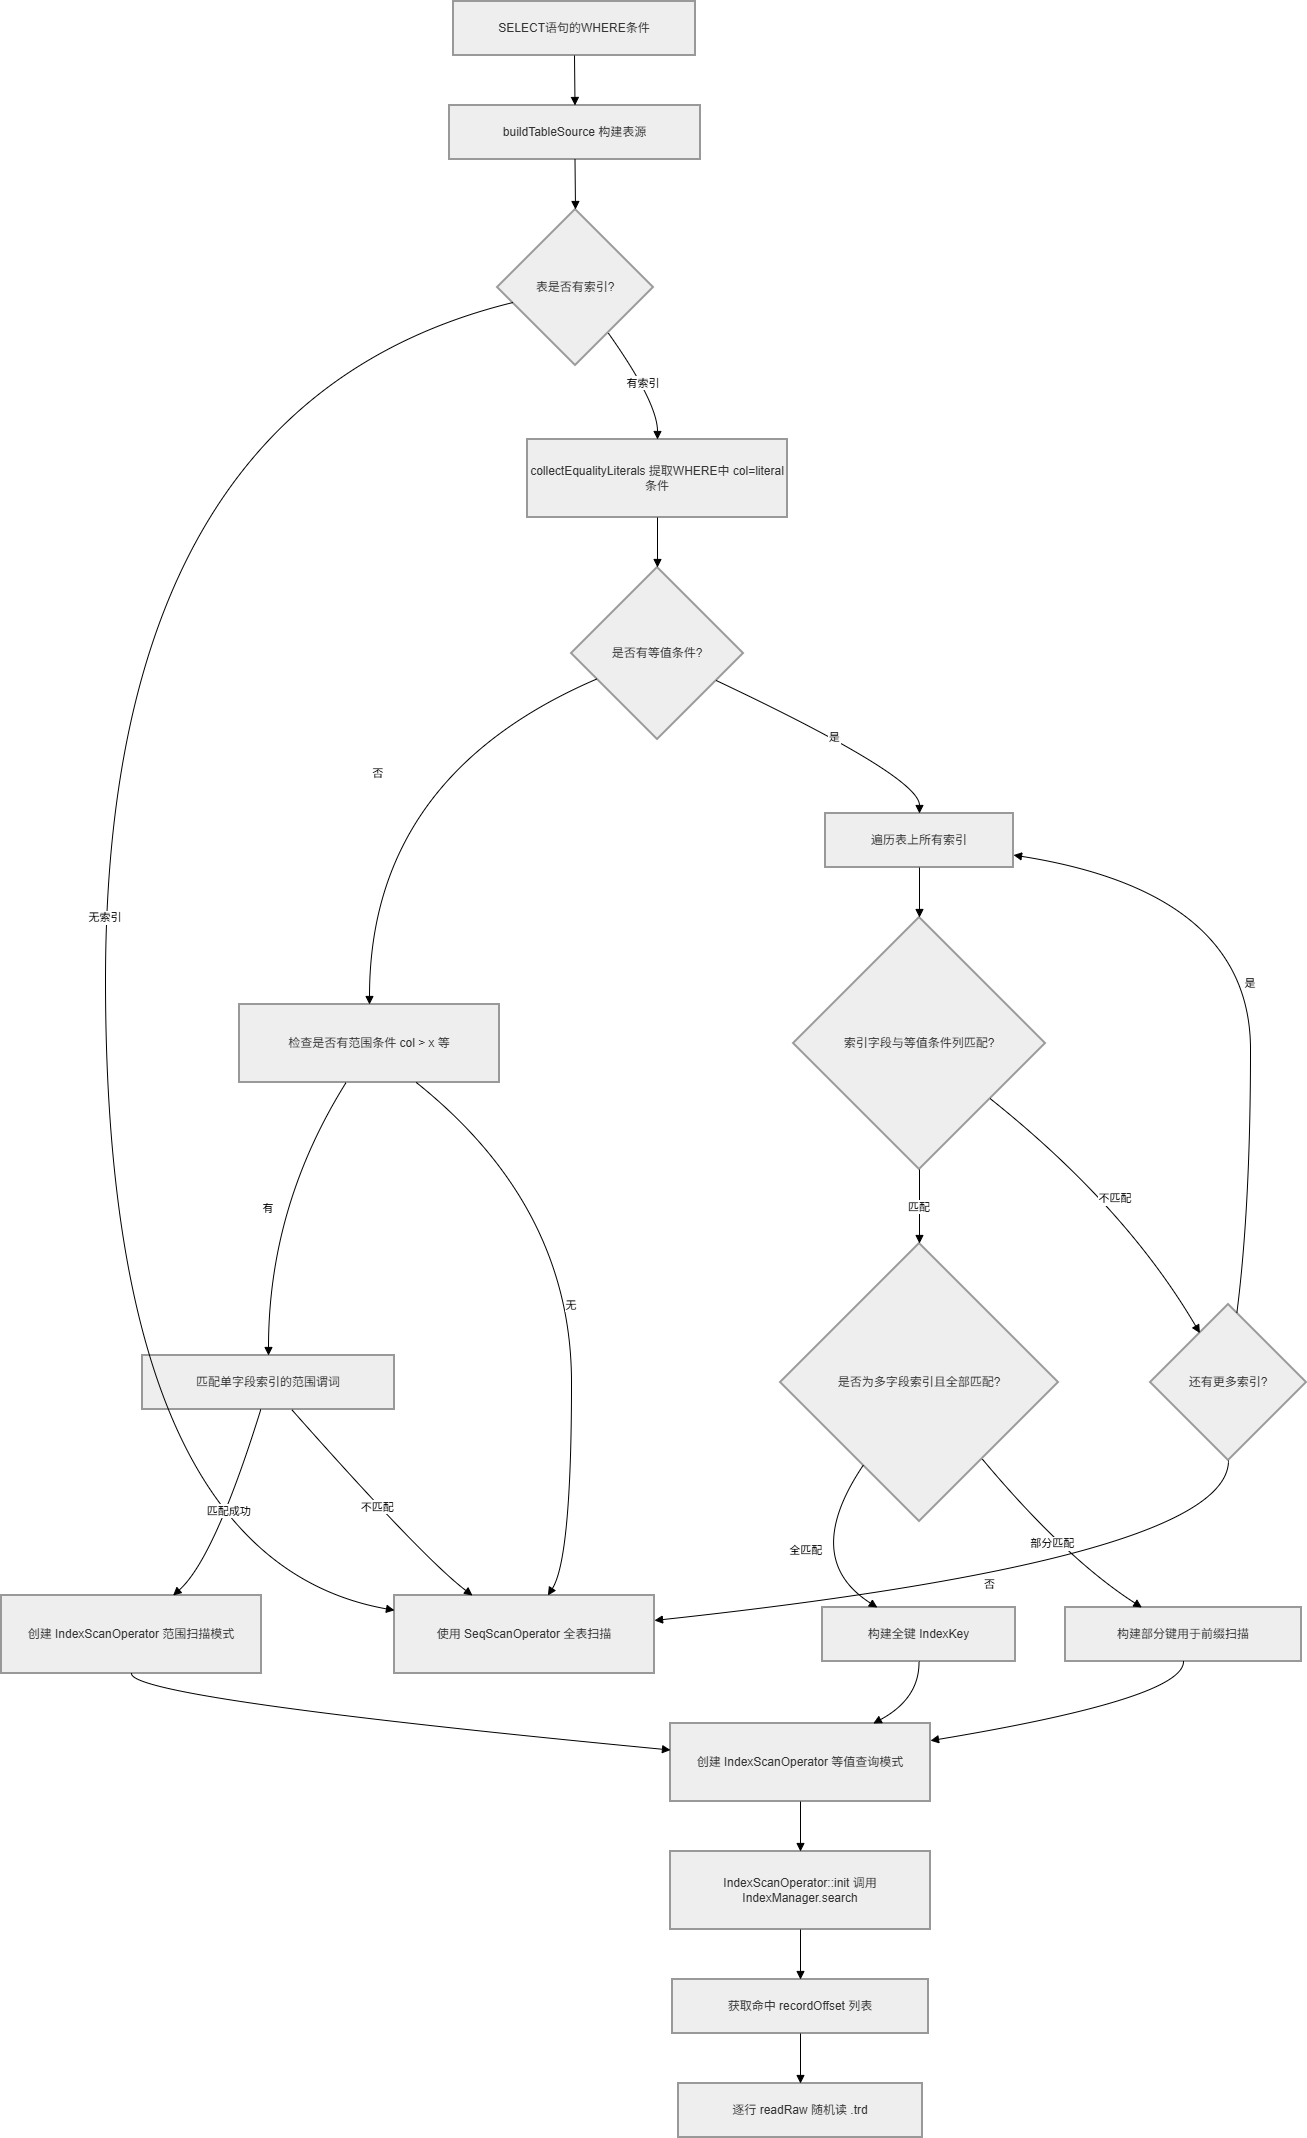 SELECT语句的WHERE条件
buildTableSource 构建表源
表是否有索引?
有索引
collectEqualityLiterals 提取WHERE中 col=literal
条件
是否有等值条件?
是
否
遍历表上所有索引
无索引
是
检查是否有范围条件 col > x 等
索引字段与等值条件列匹配?
不匹配
匹配
有
无
匹配单字段索引的范围谓词
是否为多字段索引且全部匹配?
还有更多索引?
匹配成功
不匹配
部分匹配
全匹配
否
创建 IndexScanOperator 范围扫描模式
使用 SeqScanOperator 全表扫描
构建全键 IndexKey
构建部分键用于前缀扫描
创建 IndexScanOperator 等值查询模式
IndexScanOperator::init 调用
IndexManager.search
获取命中 recordOffset 列表
逐行 readRaw 随机读 .trd